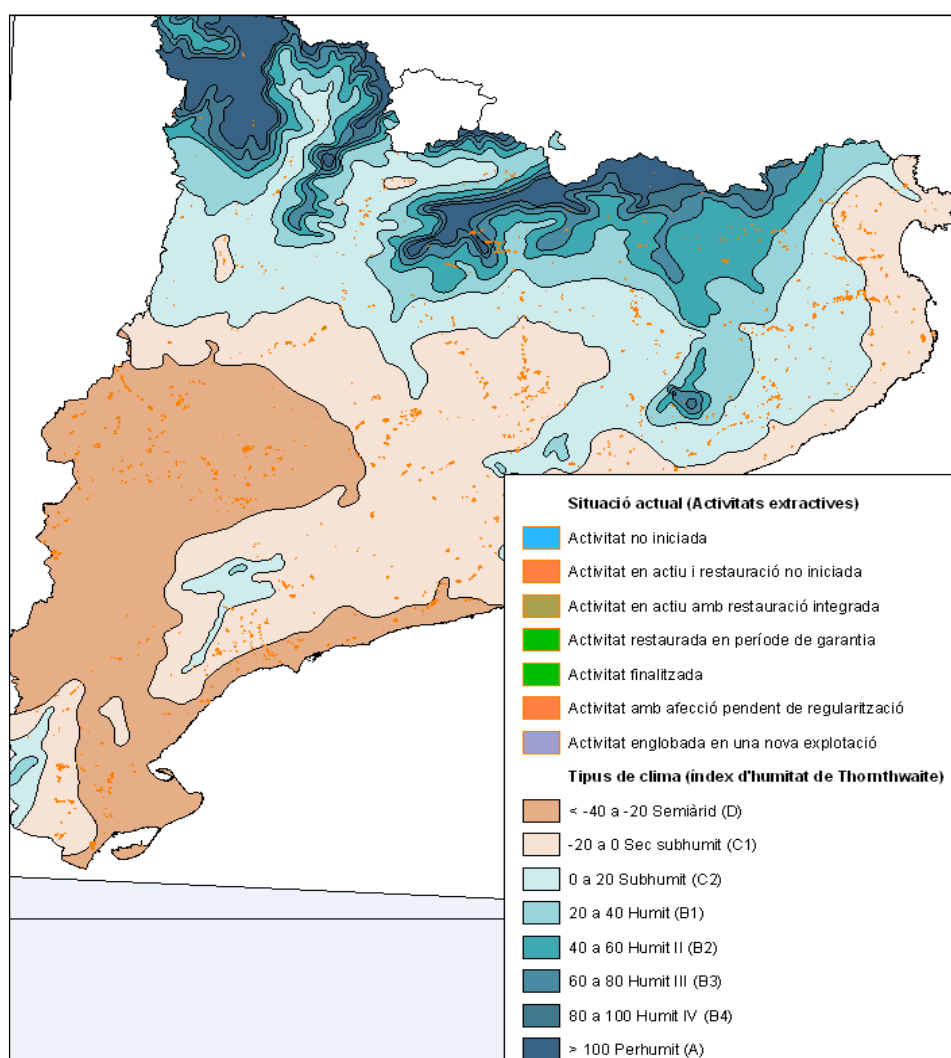 Situació actual (Activitats extractives)
Activitat no iniciada
Activitat en actiu i restauració no iniciada
Activitat en actiu amb restauració integrada
Activitat restaurada en període de garantia
Activitat finalitzada
Activitat amb afecció pendent de regularització
Activitat englobada en una nova explotació
Tipus de clima (índex d'humitat de Thornthwaite)
< -40 a -20 Semiàrid (D)
-20 a 0 Sec subhumit (C1)
0 a 20 Subhumit (C2)
20 a 40 Humit (B1)
40 a 60 Humit II (B2)
60 a 80 Humit III (B3)
80 a 100 Humit IV (B4)
> 100 Perhumit (A)